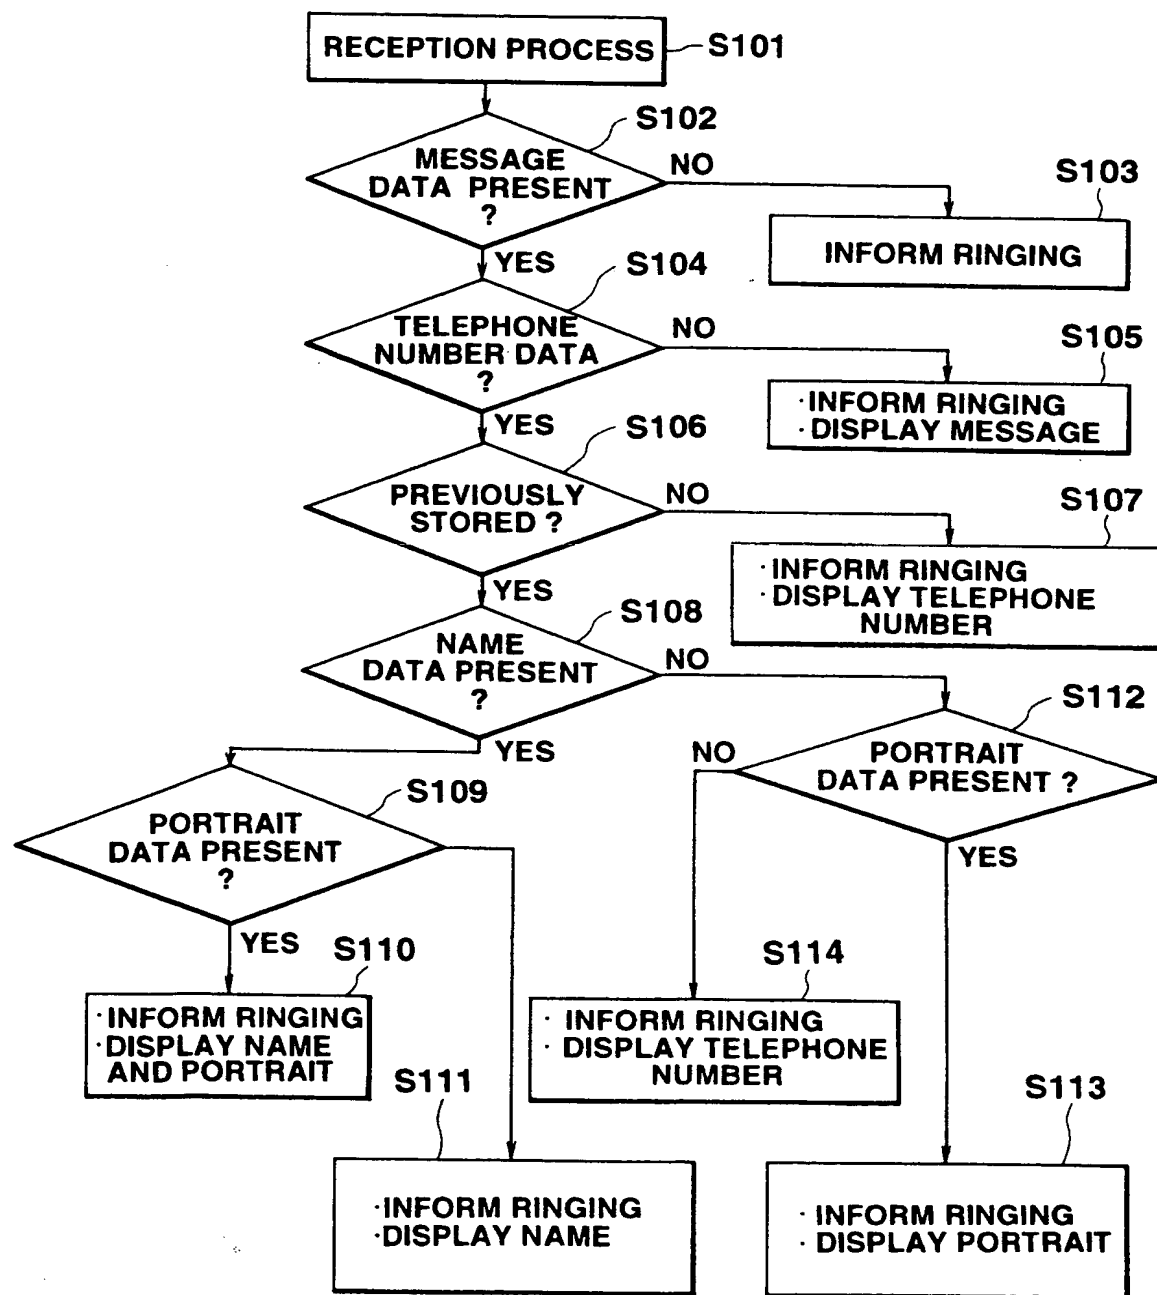 RECEPTION PROCESS
S101
S102
MESSAGE
DATA PRESENT
?
NO
S103
INFORM RINGING
YES
S104
TELEPHONE
NUMBER DATA
?
NO
S105
·INFORM RINGING
·DISPLAY MESSAGE
YES
S106
PREVIOUSLY
STORED ?
NO
S107
·INFORM RINGING
·DISPLAY TELEPHONE
NUMBER
YES
S108
NAME
DATA PRESENT
?
NO
S112
PORTRAIT
DATA PRESENT ?
NO
YES
YES
S109
PORTRAIT
DATA PRESENT
?
YES
S110
·INFORM RINGING
·DISPLAY NAME
AND PORTRAIT
S111
·INFORM RINGING
·DISPLAY NAME
S114
· INFORM RINGING
· DISPLAY TELEPHONE
NUMBER
S113
· INFORM RINGING
· DISPLAY PORTRAIT